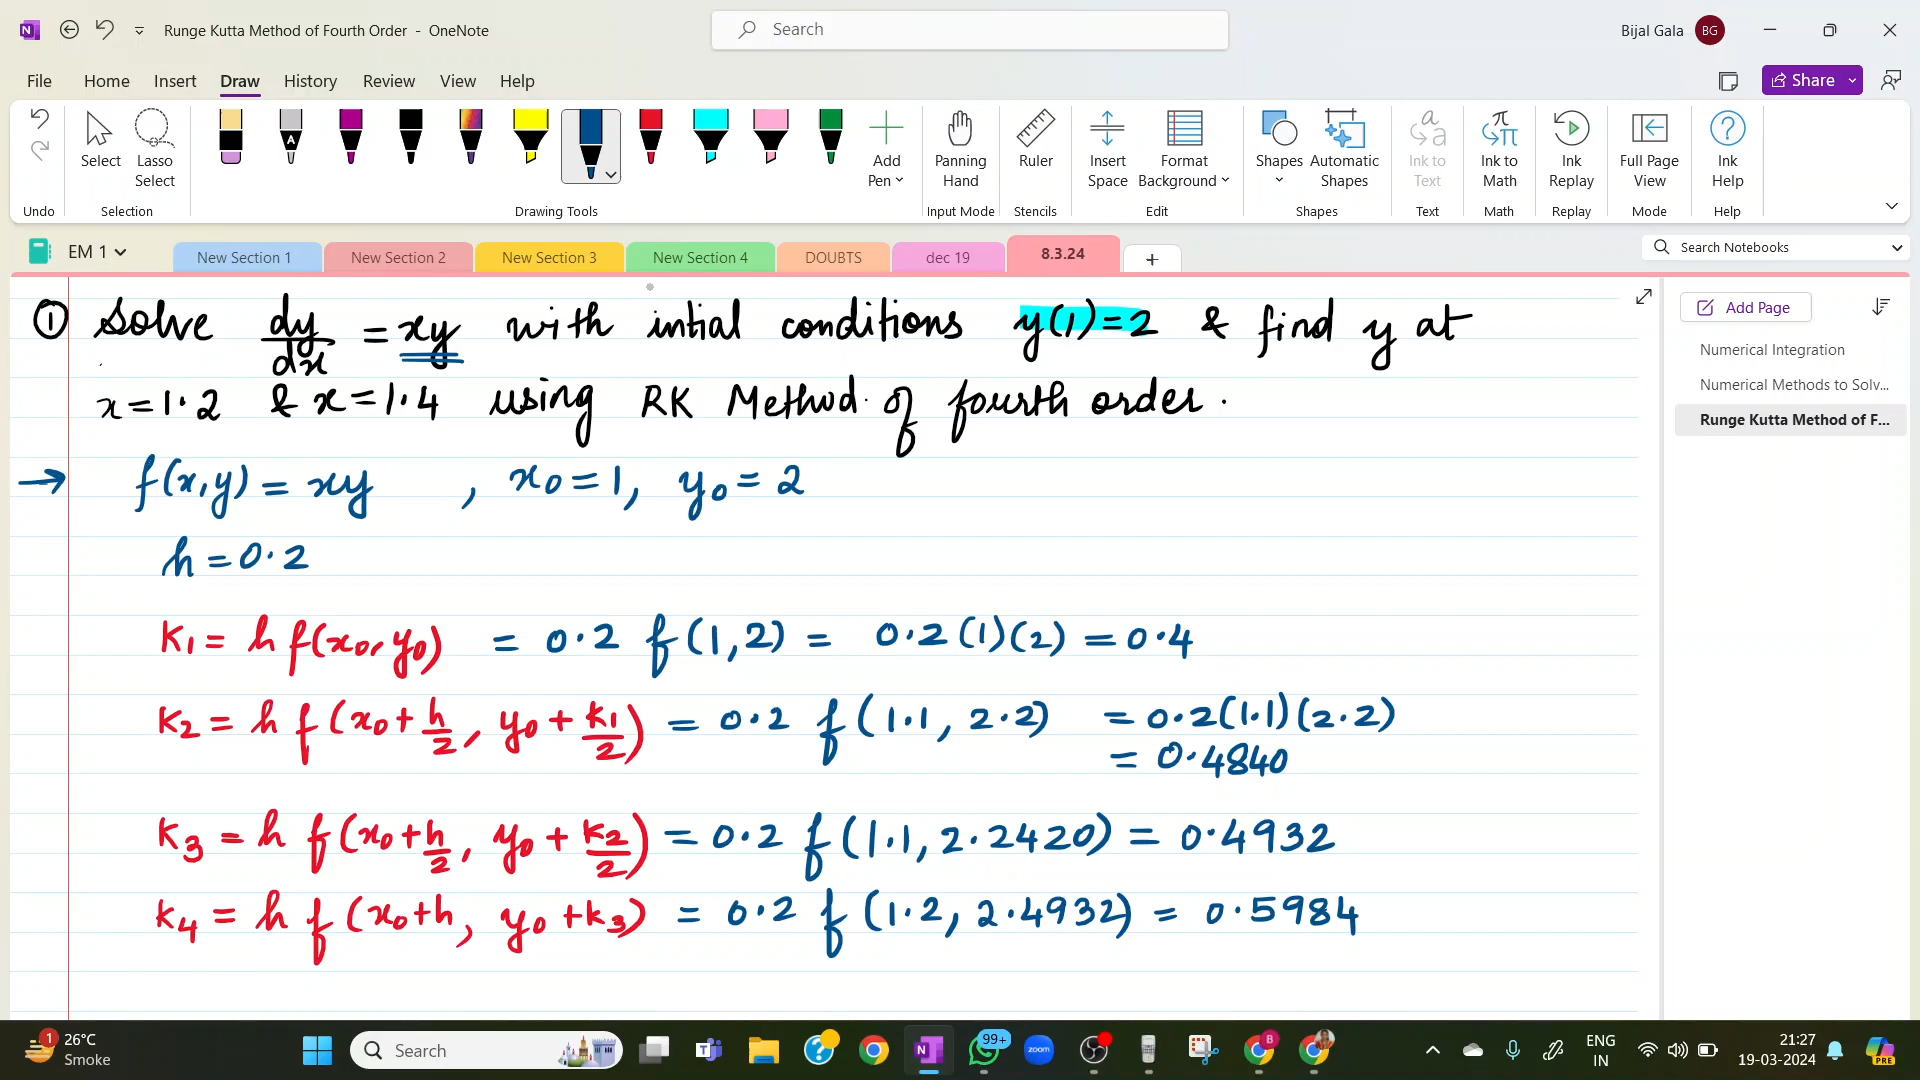 Runge Kutta Method of Fourth Order - OneNote
Search
Bijal Gala BG
File Home Insert Draw History Review View Help
Share
Select
Lasso Select
A
Add Pen
Panning Hand
Ruler
Insert Space
Format Background
Shapes
Automatic Shapes
Ink to Text
Ink to Math
Ink Replay
Full Page View
Ink Help
Undo Selection Drawing Tools Input Mode Stencils Edit Shapes Text Math Replay Mode Help
EM 1
New Section 1 New Section 2 New Section 3 New Section 4 DOUBTS dec 19 8.3.24 +
Search Notebooks
Add Page
Numerical Integration
Numerical Methods to Solv...
Runge Kutta Method of F...
① Solve dy/dx = xy with intial conditions y(1)=2 & find y at
x=1.2 & x=1.4 using RK Method of fourth order.
→ f(x,y) = xy , x0=1, y0=2
h=0.2
K1 = h f(x0,y0) = 0.2 f(1,2) = 0.2(1)(2) = 0.4
K2 = h f(x0+h/2, y0+k1/2) = 0.2 f(1.1, 2.2) = 0.2(1.1)(2.2)
= 0.4840
K3 = h f(x0+h/2, y0+k2/2) = 0.2 f(1.1, 2.2420) = 0.4932
K4 = h f(x0+h, y0+k3) = 0.2 f(1.2, 2.4932) = 0.5984
1
26°C
Smoke
Search
99+
zoom
B
ENG
IN
21:27
19-03-2024
PRE